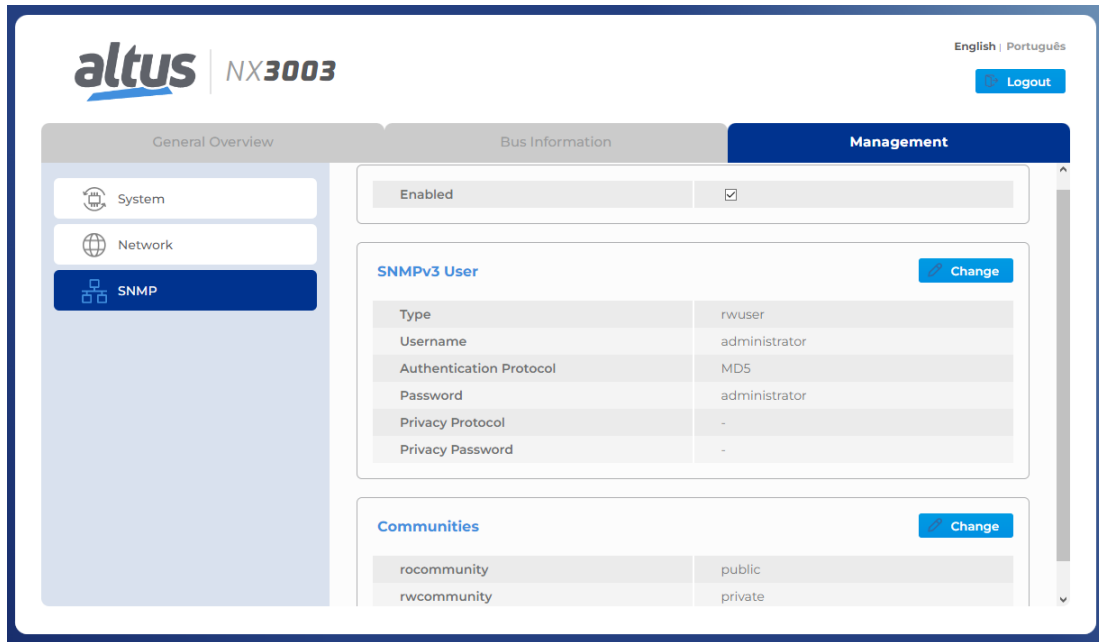 English | Português
altus | NX3003
Logout
General Overview
Bus Information
Management
System
Network
SNMP
Enabled
SNMPv3 User
Change
Type rwuser
Username administrator
Authentication Protocol MD5
Password administrator
Privacy Protocol -
Privacy Password -
Communities
Change
rocommunity public
rwcommunity private